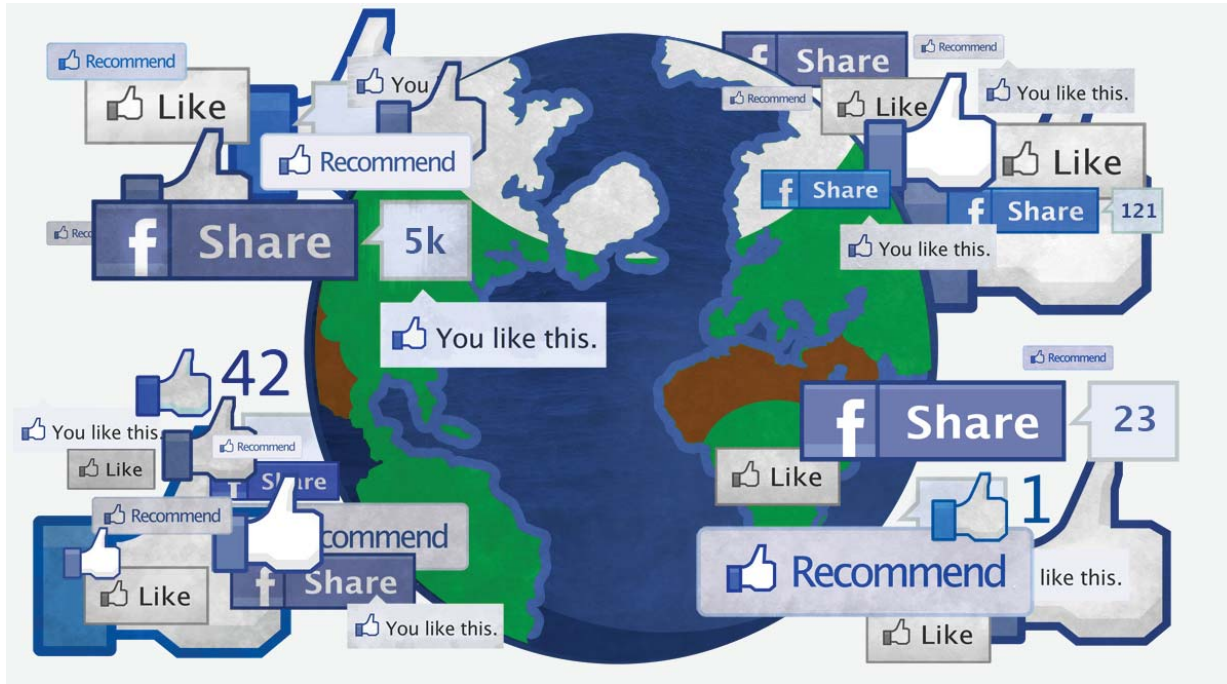 Recommend
Like
You
Recommend
f Share 5k
You like this.
f Share
Recommend
Recommend
Like
You like this.
Like
f Share
f Share 121
You like this.
42
You like this.
Recommend
Like
f Share
Recommend
commend
f Share
Like
You like this.
Recommend
f Share 23
Like
1
Recommend
like this.
Like